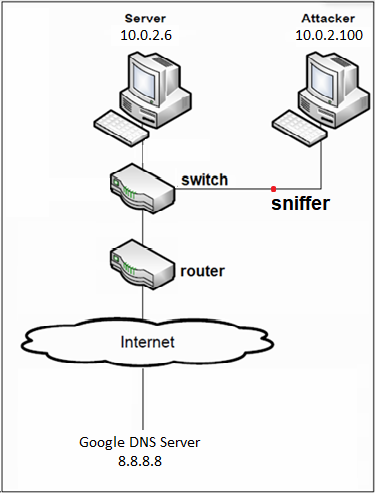 Server
10.0.2.6
Attacker
10.0.2.100
switch
sniffer
router
Internet
Google DNS Server
8.8.8.8